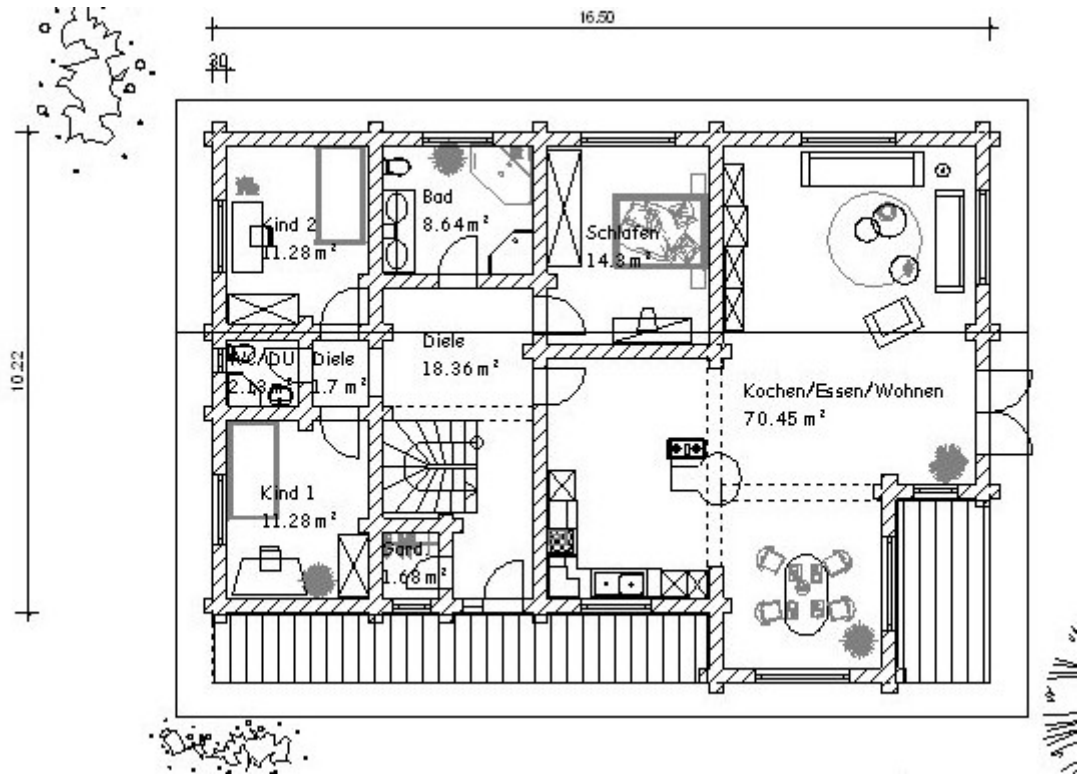 16.50
30
10.22
Bad
8.64 m²
Kind 2
11.28 m²
Schlafen
14.8 m²
WC/DU
2.13 m²
Diele
1.7 m²
Diele
18.36 m²
Kochen/Essen/Wohnen
70.45 m²
Kind 1
11.28 m²
Gard.
1.68 m²